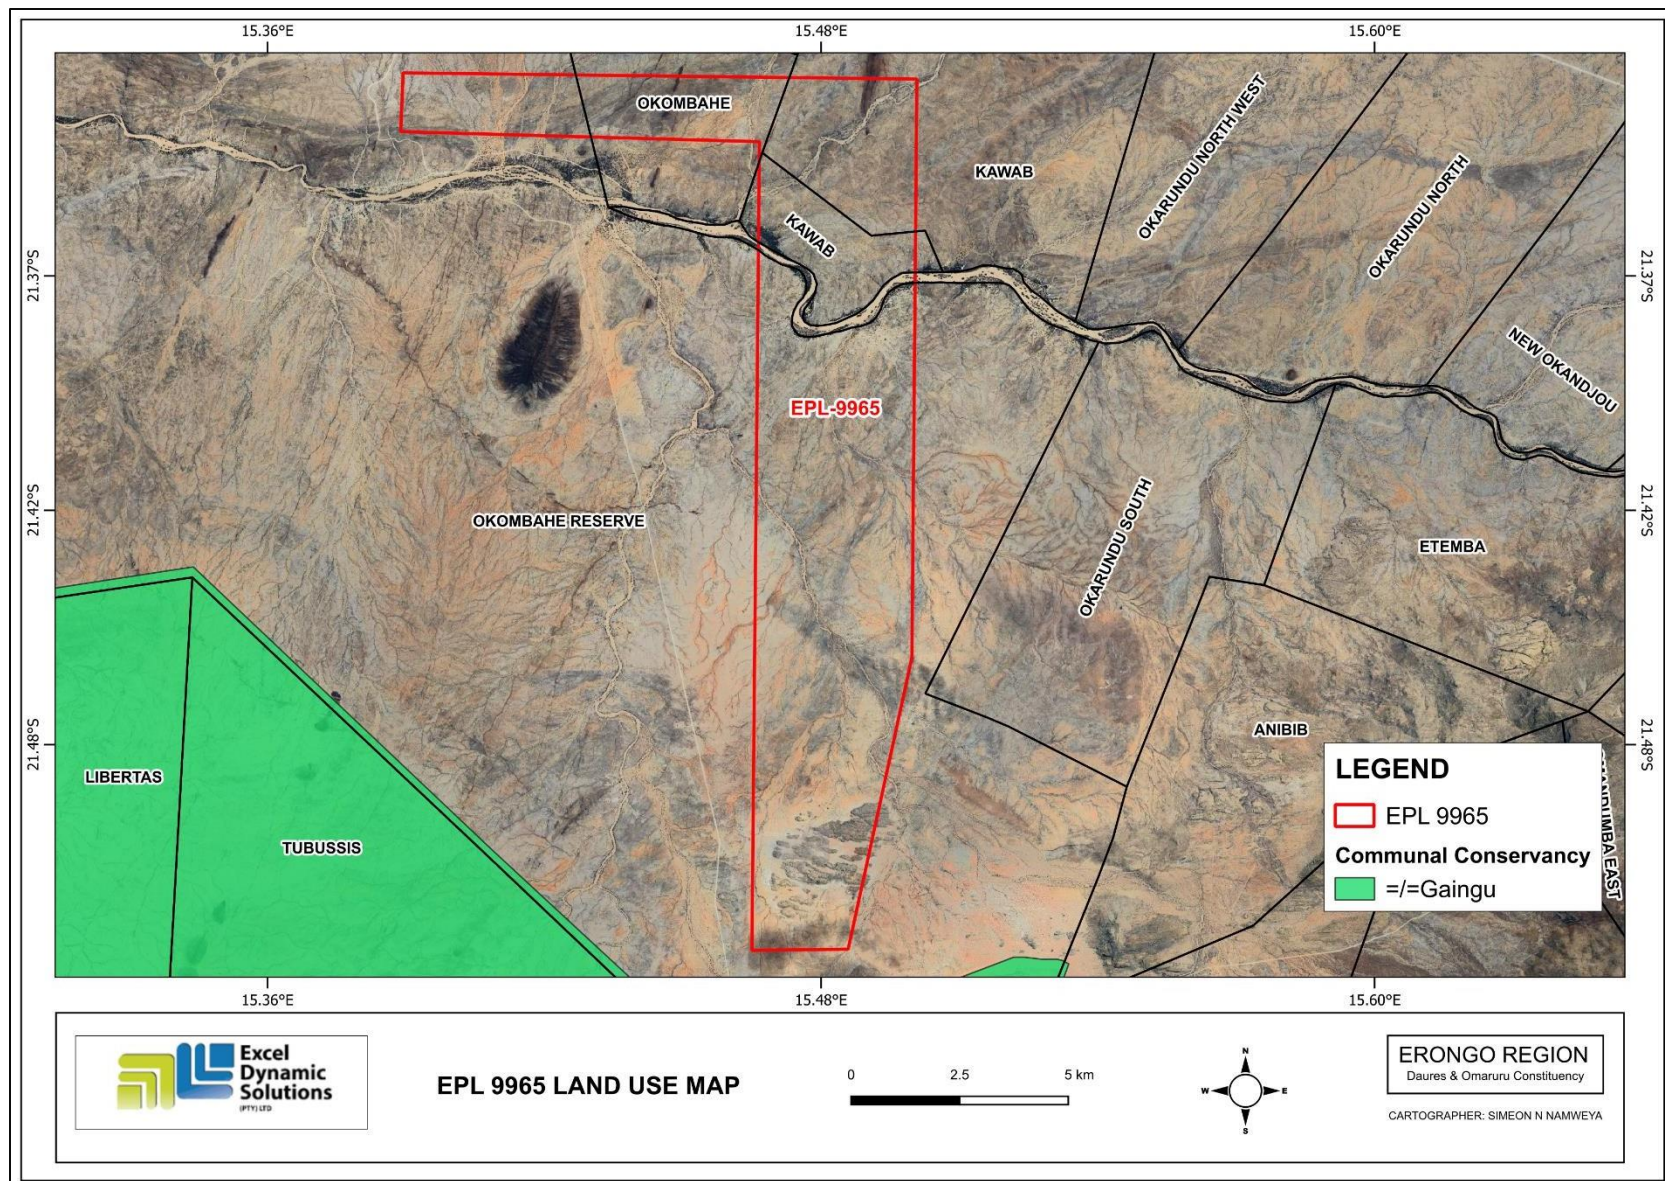 15.36°E
15.48°E
15.60°E
OKOMBAHE
KAWAB
OKARUNDU NORTH WEST
OKARUNDU NORTH
KAWAB
21.37°S
21.37°S
NEW OKANDJOU
EPL-9965
OKOMBAHE RESERVE
OKARUNDU SOUTH
ETEMBA
21.42°S
21.42°S
ANIBIB
21.48°S
21.48°S
LIBERTAS
TUBUSSIS
LEGEND
EPL 9965
Communal Conservancy
=/=Gaingu
EAST
15.36°E
15.48°E
15.60°E
Excel
Dynamic
Solutions
(PTY) LTD
EPL 9965 LAND USE MAP
0 2.5 5 km
N
W E
S
ERONGO REGION
Daures & Omaruru Constituency
CARTOGRAPHER: SIMEON N NAMWEYA